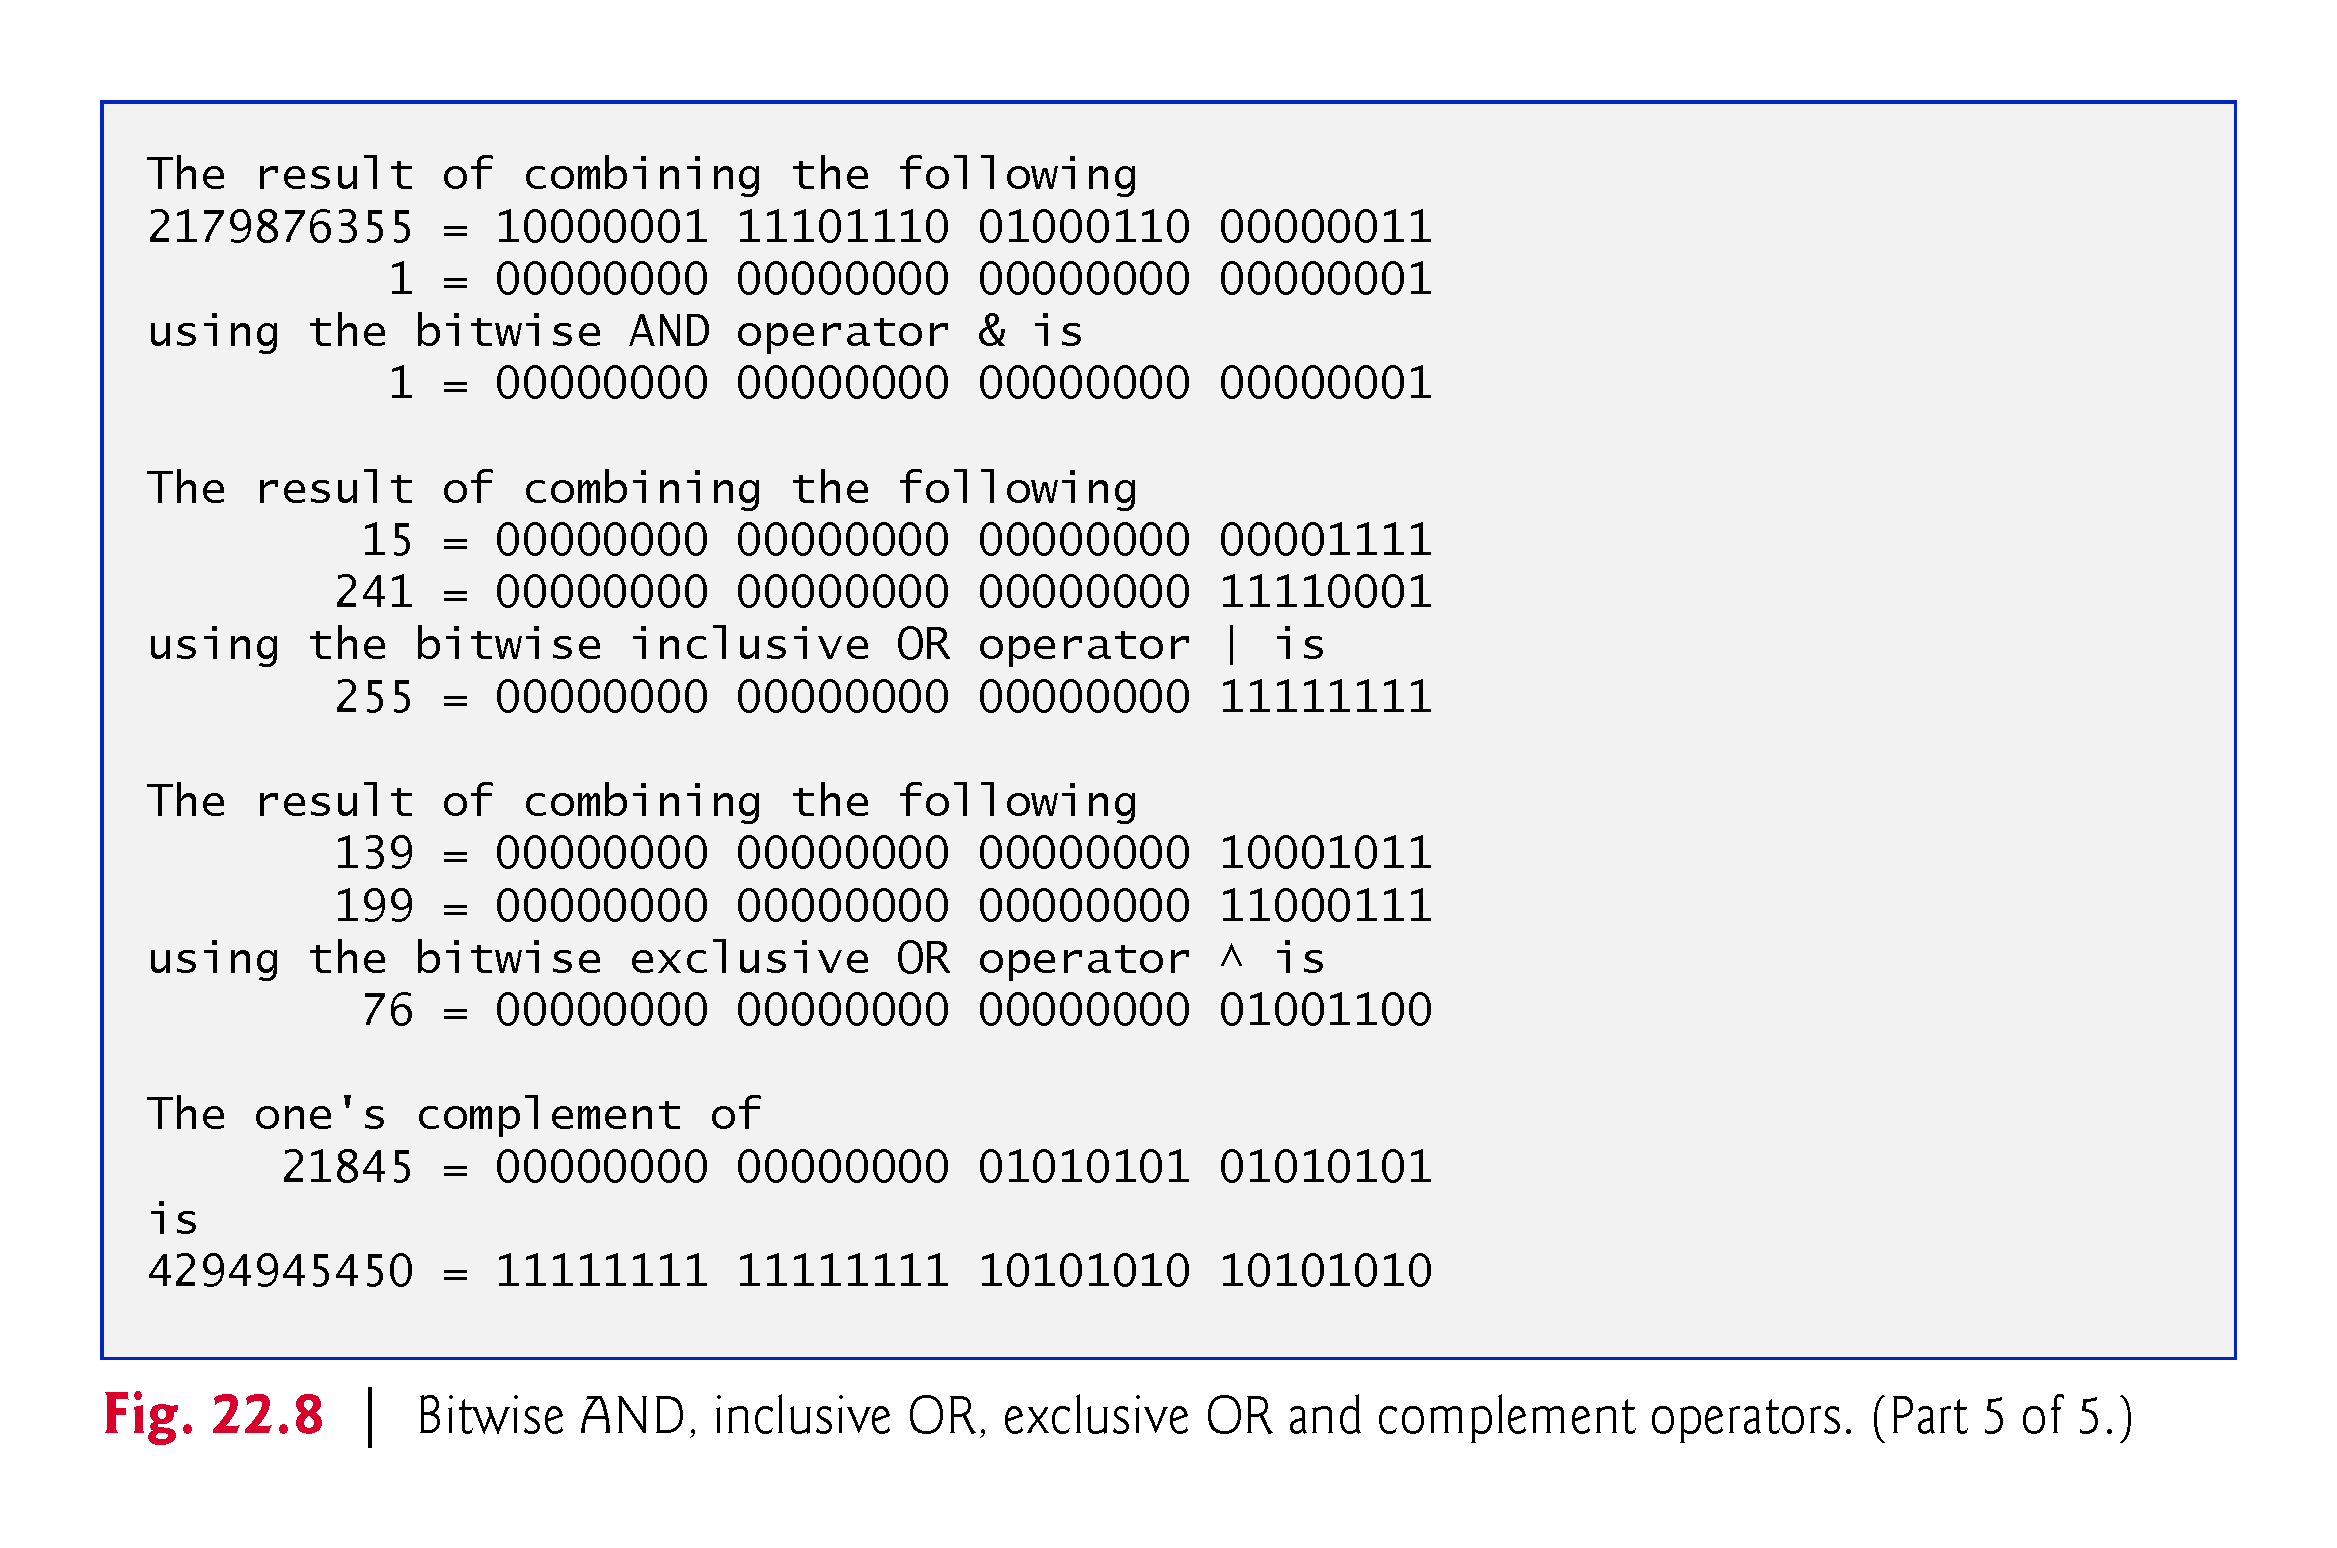 The result of combining the following
2179876355 = 10000001 11101110 01000110 00000011
         1 = 00000000 00000000 00000000 00000001
using the bitwise AND operator & is
         1 = 00000000 00000000 00000000 00000001

The result of combining the following
        15 = 00000000 00000000 00000000 00001111
       241 = 00000000 00000000 00000000 11110001
using the bitwise inclusive OR operator | is
       255 = 00000000 00000000 00000000 11111111

The result of combining the following
       139 = 00000000 00000000 00000000 10001011
       199 = 00000000 00000000 00000000 11000111
using the bitwise exclusive OR operator ^ is
        76 = 00000000 00000000 00000000 01001100

The one's complement of
     21845 = 00000000 00000000 01010101 01010101
is
4294945450 = 11111111 11111111 10101010 10101010
Fig. 22.8 | Bitwise AND, inclusive OR, exclusive OR and complement operators. (Part 5 of 5.)